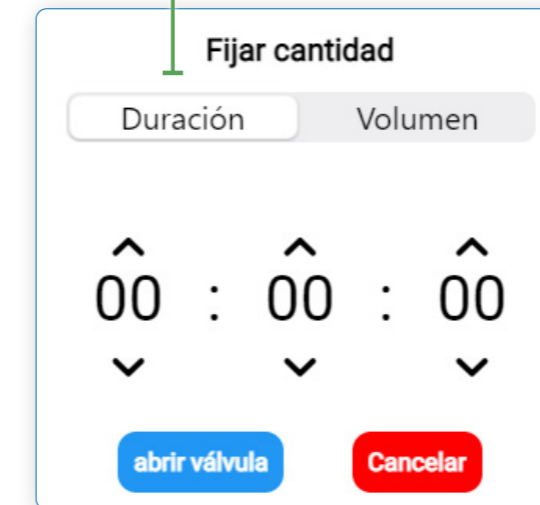 Fijar cantidad
Duración Volumen
00 : 00 : 00
abrir válvula Cancelar